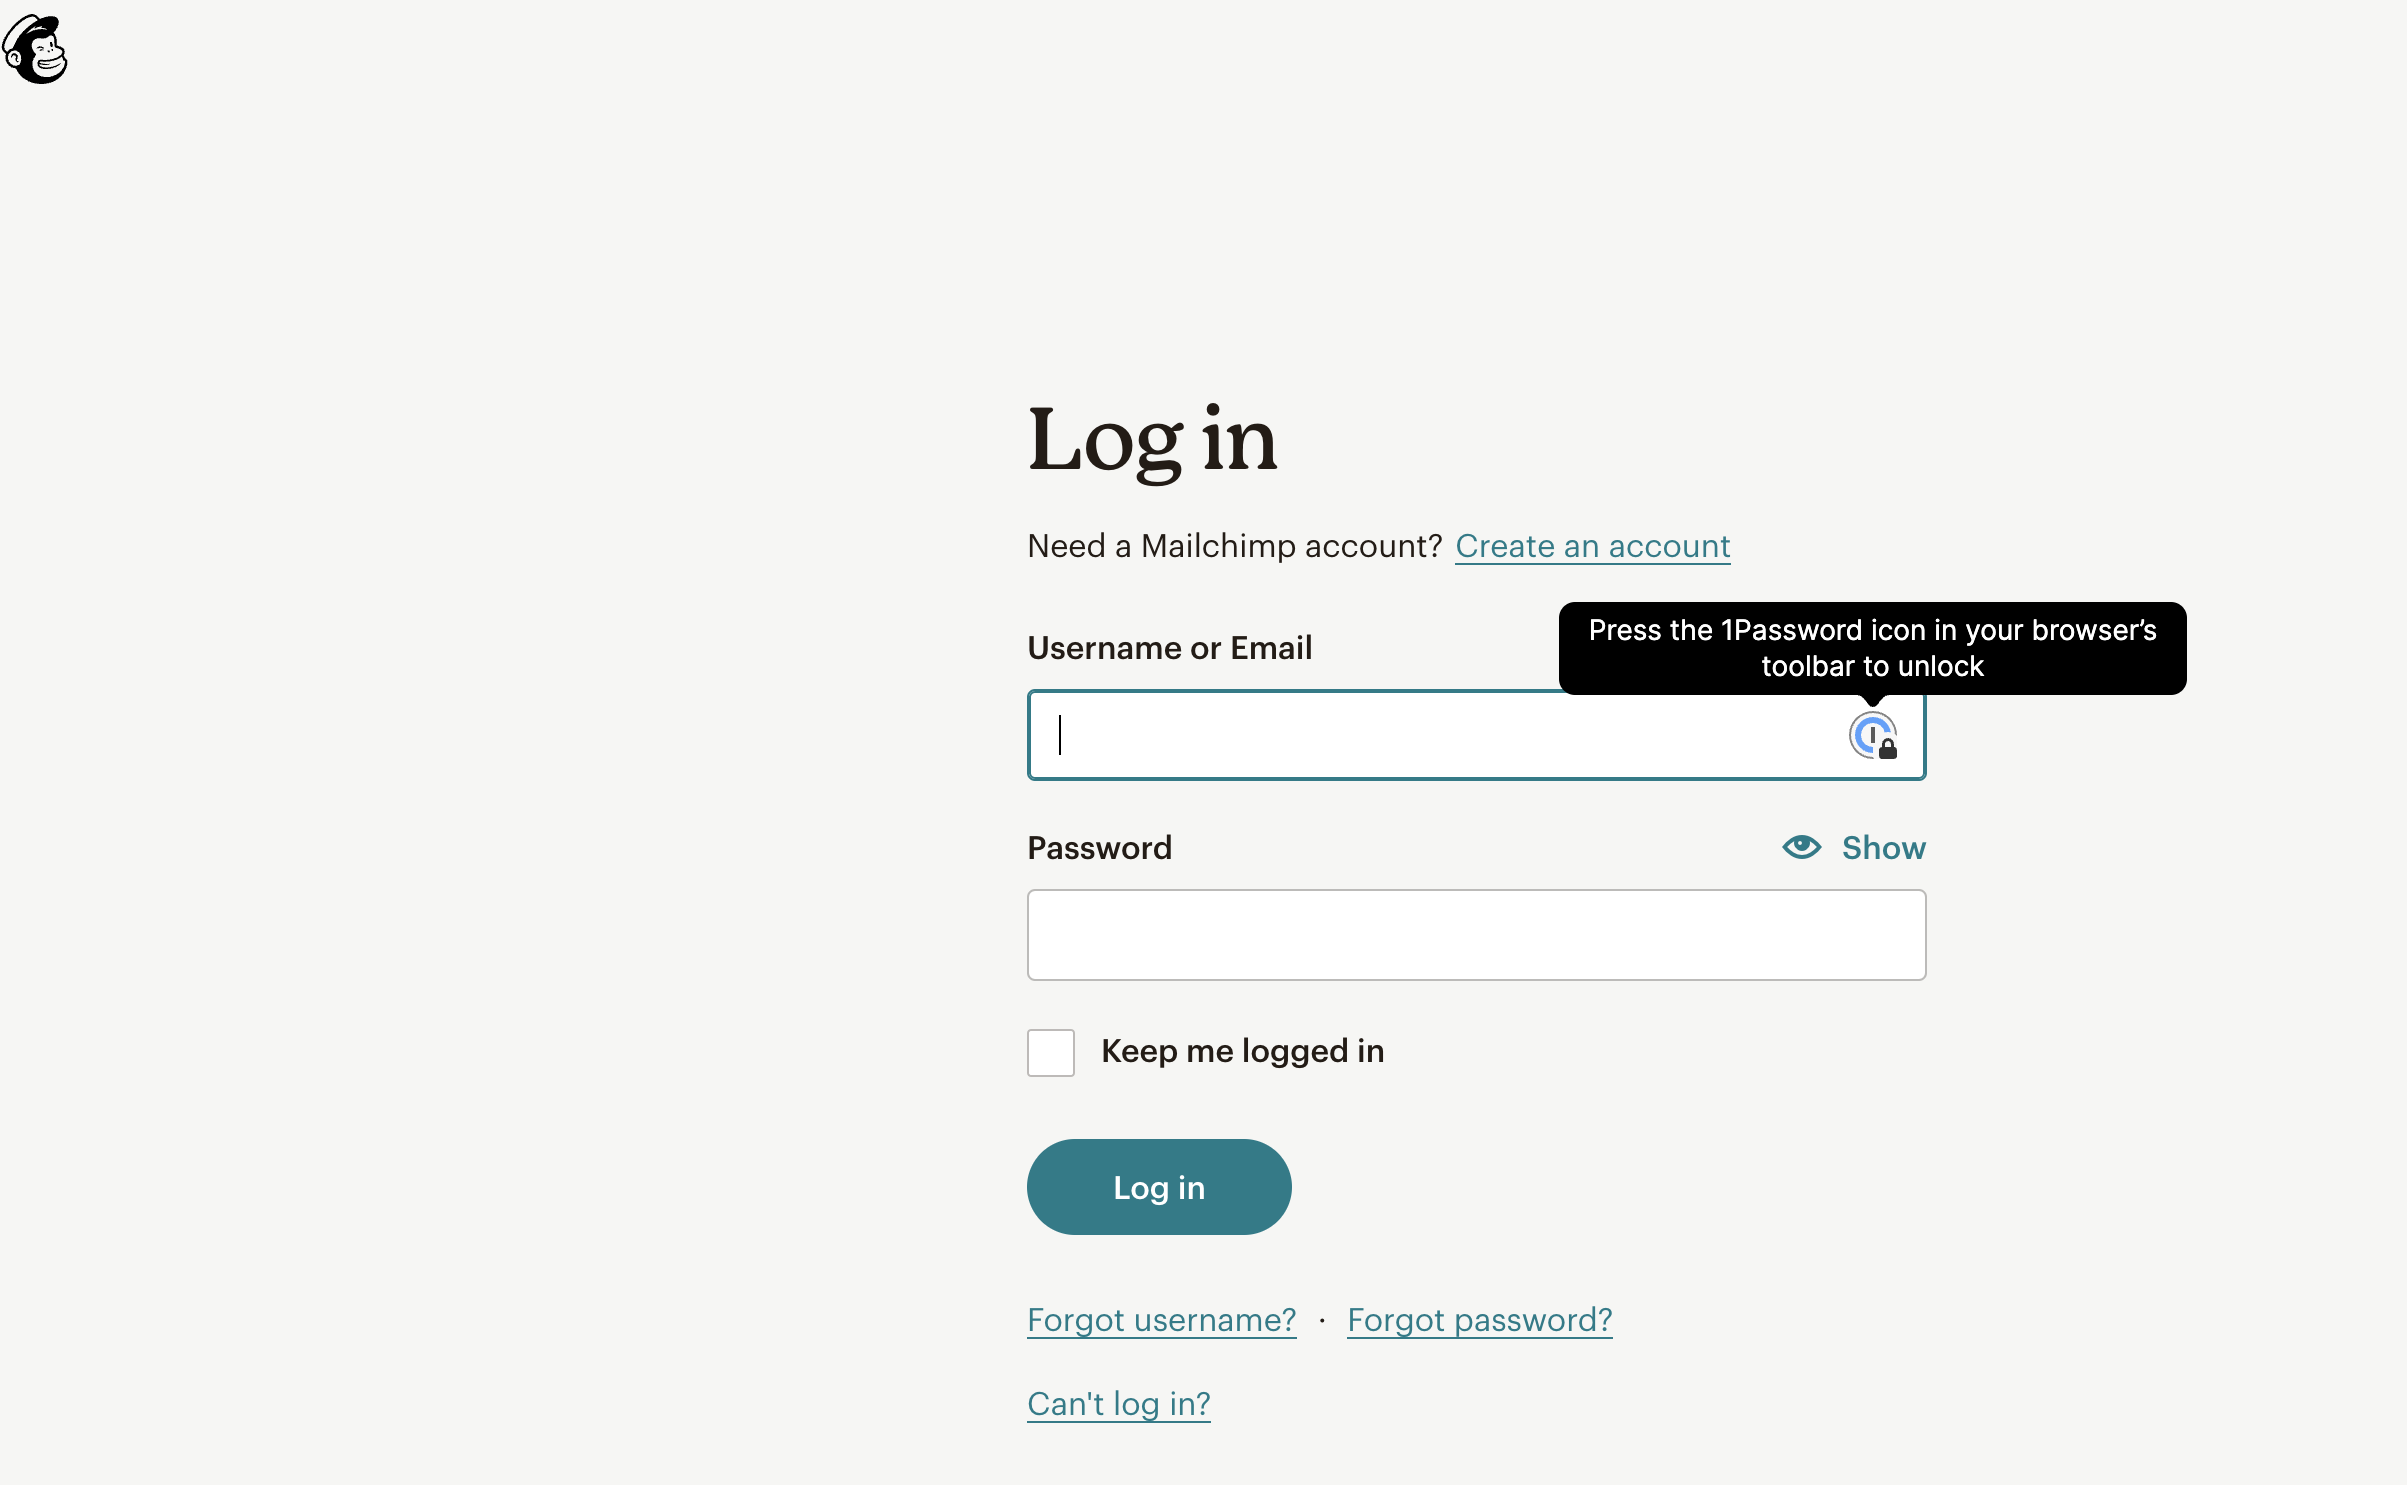 Log in
Need a Mailchimp account? Create an account
Press the 1Password icon in your browser’s
toolbar to unlock
Username or Email
Password
Show
Keep me logged in
Log in
Forgot username? · Forgot password?
Can't log in?